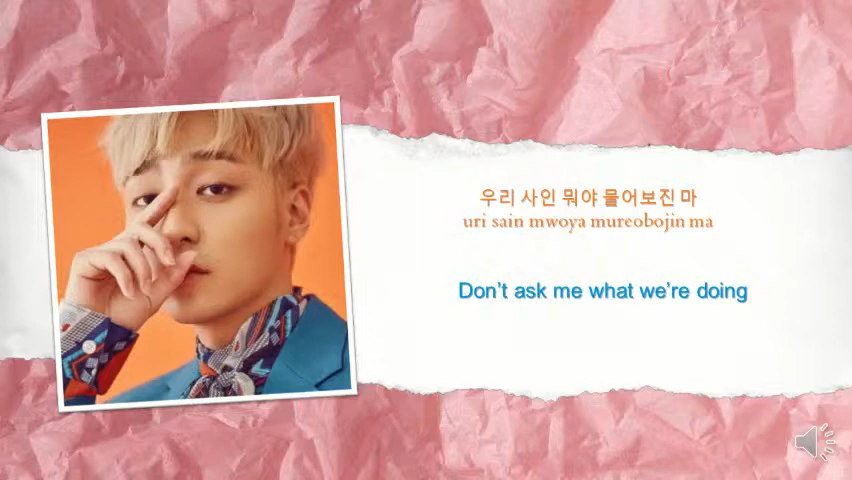 우리 사인 뭐야 물어보진 마
uri sain mwoya mureobojin ma
Don't ask me what we're doing